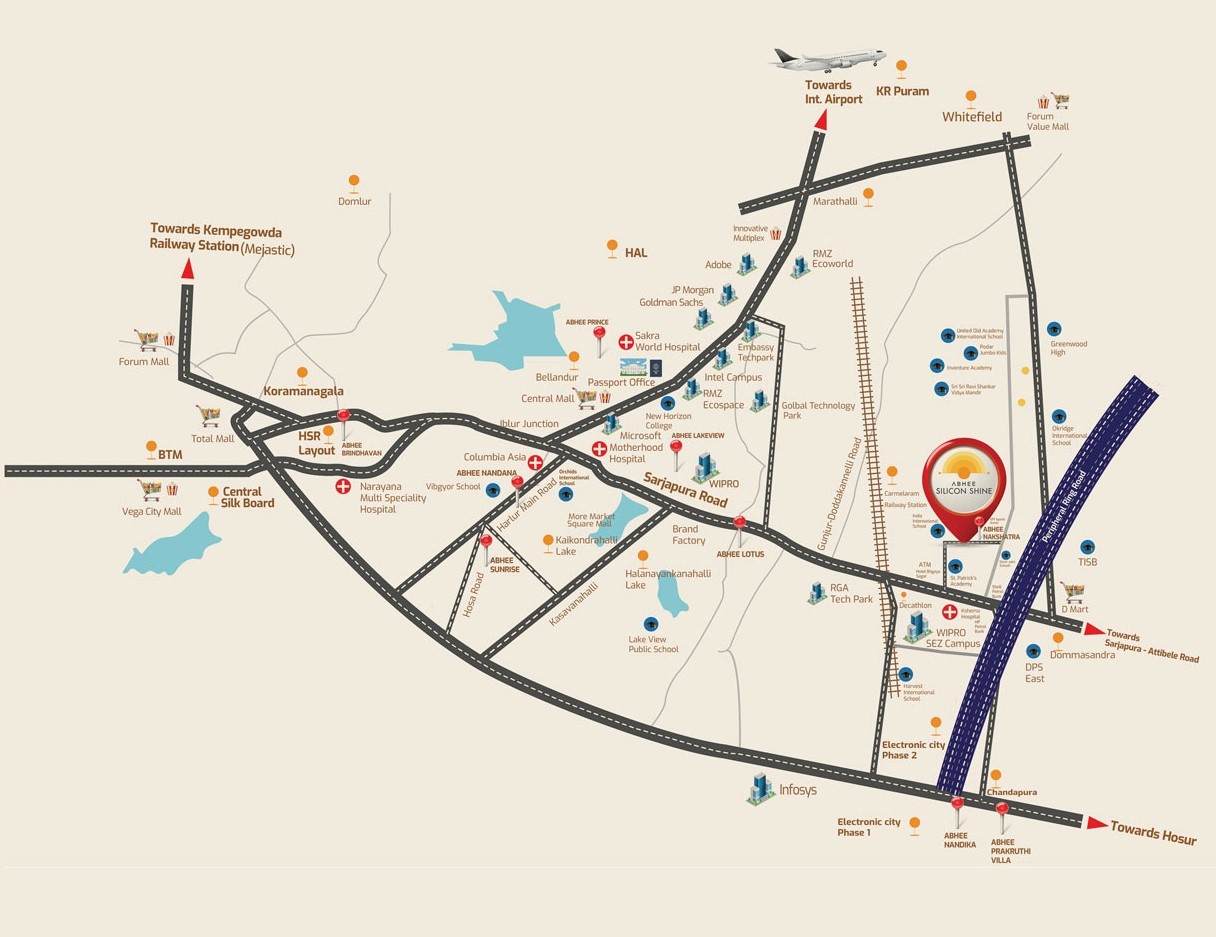 Towards
Int. Airport
KR Puram
Whitefield
Forum
Value Mall
Domlur
Marathalli
Towards Kempegowda
Railway Station (Mejastic)
Innovative
Multiplex
HAL
Adobe
RMZ
Ecoworld
JP Morgan
Goldman Sachs
ABHEE PRINCE
Sakra
World Hospital
Embassy
Techpark
United Old Academy
International School
Podar
Jumbo Kids
Greenwood
High
Forum Mall
Inventure Academy
Bellandur
Passport Office
Intel Campus
Sri Sri Ravi Shankar
Vidya Mandir
Koramanagala
Central Mall
RMZ
Ecospace
Golbal Technology
Park
New Horizon
College
Total Mall
HSR
Layout
ABHEE
BRINDHAVAN
Iblur Junction
Microsoft
Motherhood
Hospital
ABHEE LAKEVIEW
Okridge
International
School
BTM
Columbia Asia
ABHEE NANDANA
Orchids
International
School
WIPRO
Sarjapura Road
Gunjur-Doddakannelli Road
Carmelaram
Railway Station
ABHEE
SILICON SHINE
Peripheral Ring Road
Vega City Mall
Central
Silk Board
Narayana
Multi Speciality
Hospital
Vibgyor School
Harlur Main Road
More Market
Square Mall
Brand
Factory
India
International
School
ABHEE
NAKSHATRA
Kaikondrahalli
Lake
ABHEE LOTUS
ABHEE
SUNRISE
Hosa Road
Kasavanahalli
Halanayankanahalli
Lake
RGA
Tech Park
ATM
St. Patrick's
Academy
TISB
Decathlon
Kshema
Hospital
D Mart
Lake View
Public School
WIPRO
SEZ Campus
Towards
Sarjapura - Attibele Road
Dommasandra
DPS
East
Harvest
International
School
Electronic city
Phase 2
Infosys
Chandapura
Electronic city
Phase 1
ABHEE
NANDIKA
ABHEE
PRAKRUTHI
VILLA
Towards Hosur